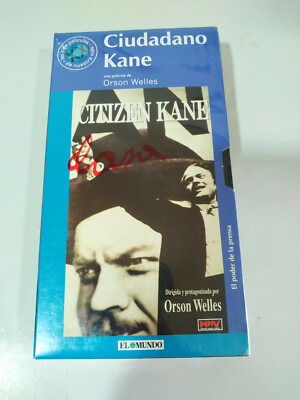 Ciudadano
Kane
una película de
Orson Welles
CITIZEN KANE
Dirigida y protagonizada por
Orson Welles
MHV
El poder de la prensa
EL MUNDO